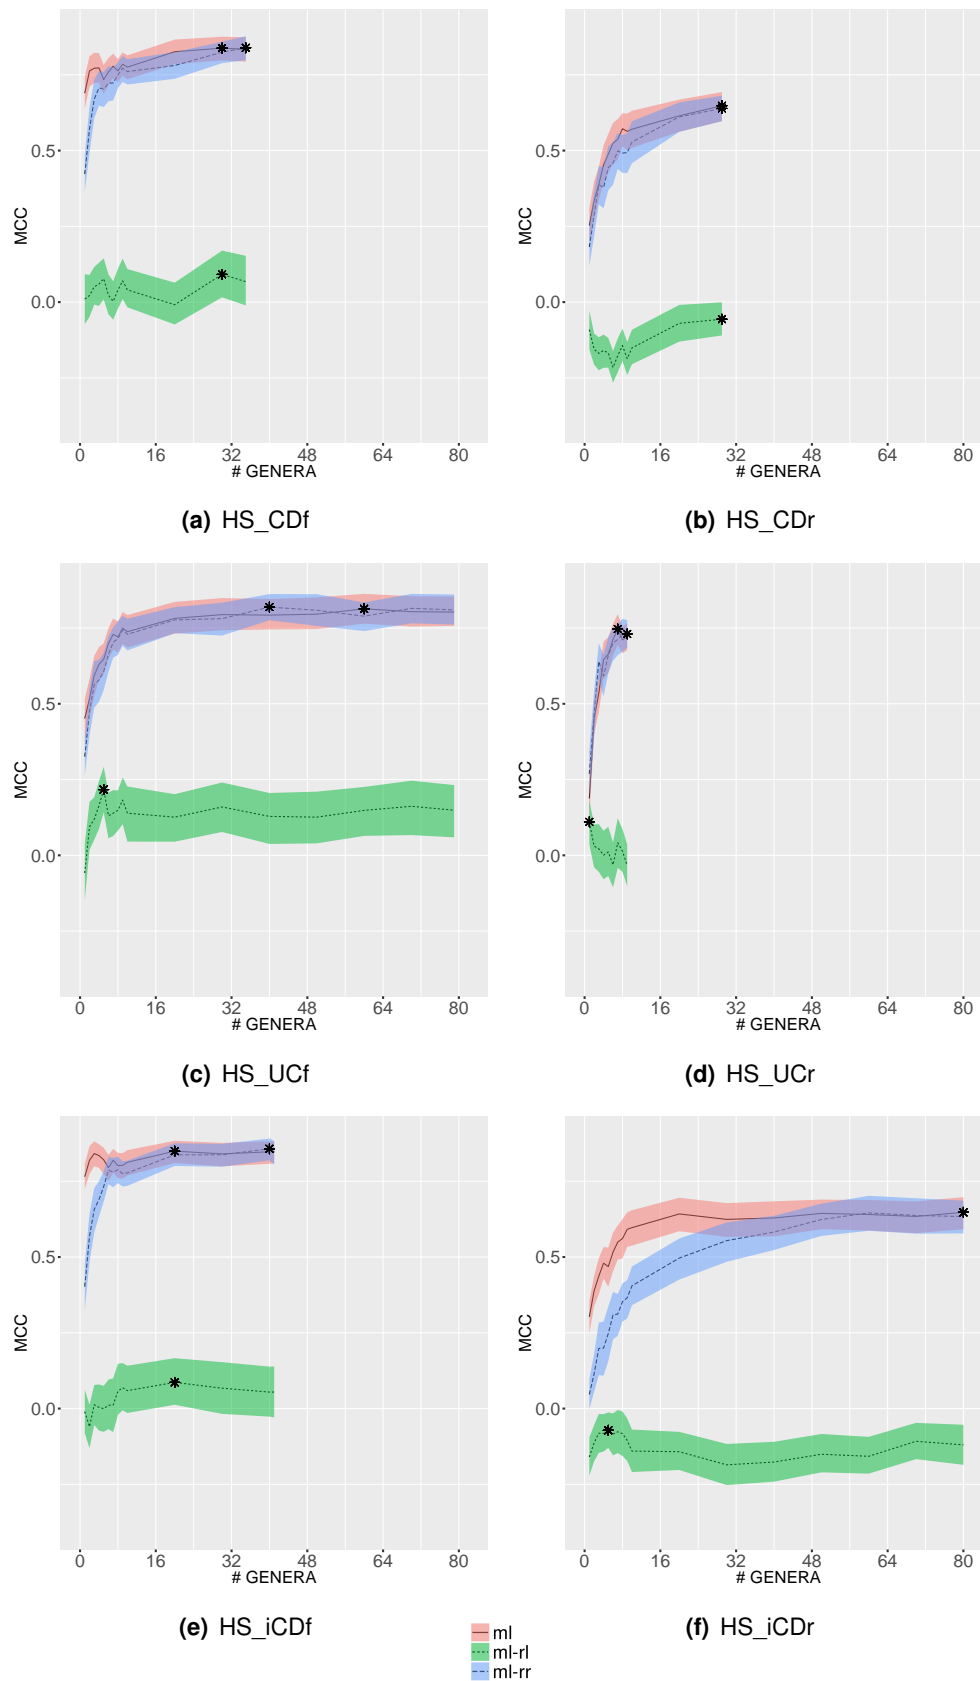 0.5
0.0
MCC
0 16 32 48 64 80
# GENERA
(a) HS_CDf
0.5
0.0
MCC
0 16 32 48 64 80
# GENERA
(b) HS_CDr
0.5
0.0
MCC
0 16 32 48 64 80
# GENERA
(c) HS_UCf
0.5
0.0
MCC
0 16 32 48 64 80
# GENERA
(d) HS_UCr
0.5
0.0
MCC
0 16 32 48 64 80
# GENERA
(e) HS_iCDf
0.5
0.0
MCC
0 16 32 48 64 80
# GENERA
(f) HS_iCDr
ml
ml-rl
ml-rr